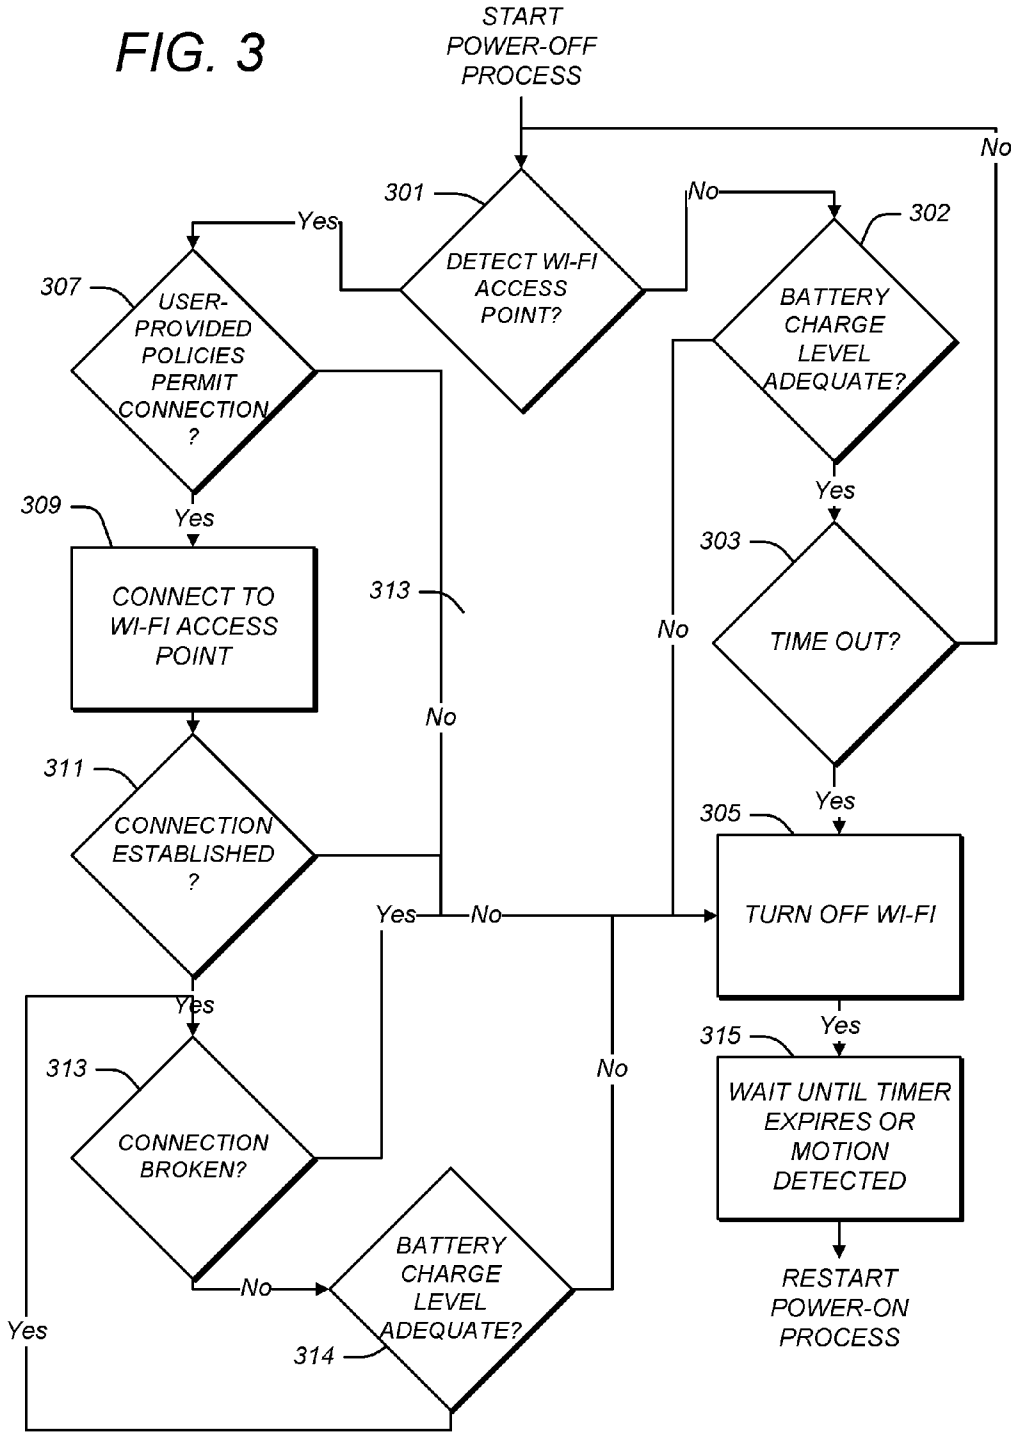 FIG. 3
START
POWER-OFF
PROCESS
No
301
Yes
No
302
307
DETECT WI-FI
ACCESS
POINT?
USER-
PROVIDED
POLICIES
PERMIT
CONNECTION
?
BATTERY
CHARGE
LEVEL
ADEQUATE?
Yes
309
Yes
303
CONNECT TO
WI-FI ACCESS
POINT
313
No
TIME OUT?
No
311
Yes
305
CONNECTION
ESTABLISHED
?
Yes
No
TURN OFF WI-FI
Yes
Yes
315
313
No
WAIT UNTIL TIMER
EXPIRES OR
MOTION
DETECTED
CONNECTION
BROKEN?
No
BATTERY
CHARGE
LEVEL
ADEQUATE?
314
Yes
RESTART
POWER-ON
PROCESS